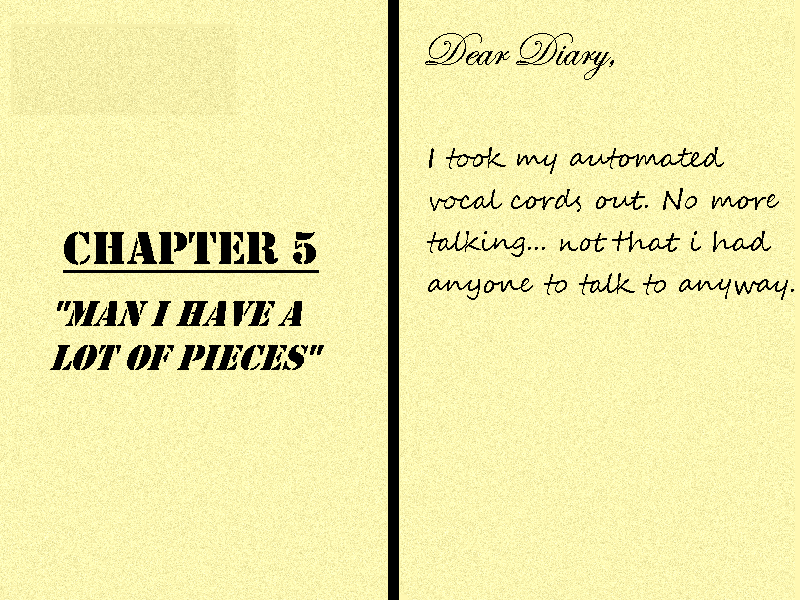 CHAPTER 5
"MAN I HAVE A
LOT OF PIECES"
Dear Diary,
I took my automated
vocal cords out. No more
talking... not that i had
anyone to talk to anyway.